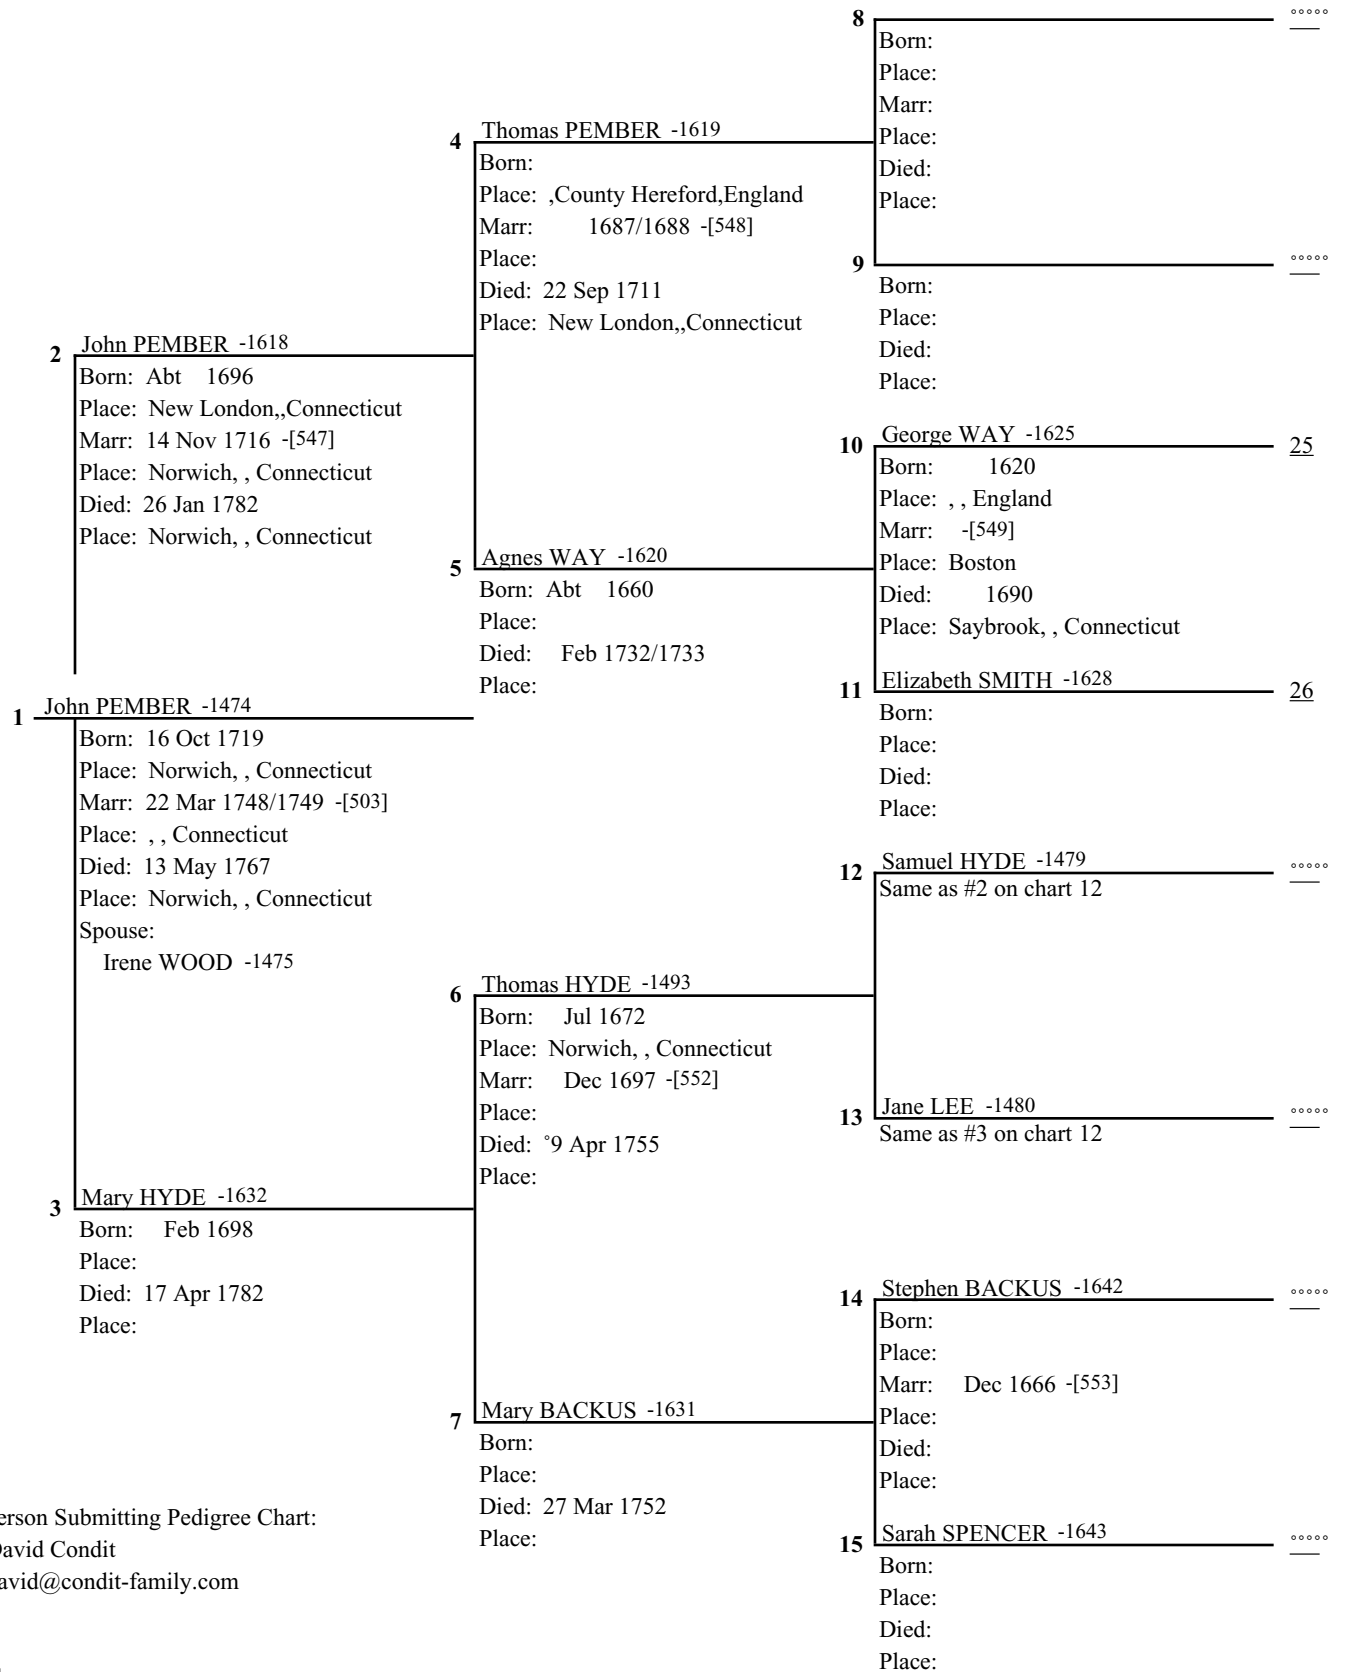 8
°°°°°
Born:
Place:
Marr:
Place:
Died:
Place:
4 Thomas PEMBER -1619
Born:
Place: ,County Hereford,England
Marr: 1687/1688 -[548]
Place:
Died: 22 Sep 1711
Place: New London,,Connecticut
9
°°°°°
Born:
Place:
Died:
Place:
2 John PEMBER -1618
Born: Abt 1696
Place: New London,,Connecticut
Marr: 14 Nov 1716 -[547]
Place: Norwich, , Connecticut
Died: 26 Jan 1782
Place: Norwich, , Connecticut
10 George WAY -1625
25
Born: 1620
Place: , , England
Marr: -[549]
Place: Boston
Died: 1690
Place: Saybrook, , Connecticut
5 Agnes WAY -1620
Born: Abt 1660
Place:
Died: Feb 1732/1733
Place:
11 Elizabeth SMITH -1628
26
Born:
Place:
Died:
Place:
1 John PEMBER -1474
Born: 16 Oct 1719
Place: Norwich, , Connecticut
Marr: 22 Mar 1748/1749 -[503]
Place: , , Connecticut
Died: 13 May 1767
Place: Norwich, , Connecticut
Spouse:
Irene WOOD -1475
12 Samuel HYDE -1479
°°°°°
Same as #2 on chart 12
6 Thomas HYDE -1493
Born: Jul 1672
Place: Norwich, , Connecticut
Marr: Dec 1697 -[552]
Place:
Died: °9 Apr 1755
Place:
13 Jane LEE -1480
°°°°°
Same as #3 on chart 12
3 Mary HYDE -1632
Born: Feb 1698
Place:
Died: 17 Apr 1782
Place:
14 Stephen BACKUS -1642
°°°°°
Born:
Place:
Marr: Dec 1666 -[553]
Place:
Died:
Place:
7 Mary BACKUS -1631
Born:
Place:
Died: 27 Mar 1752
Place:
15 Sarah SPENCER -1643
°°°°°
Born:
Place:
Died:
Place:
erson Submitting Pedigree Chart:
David Condit
avid@condit-family.com